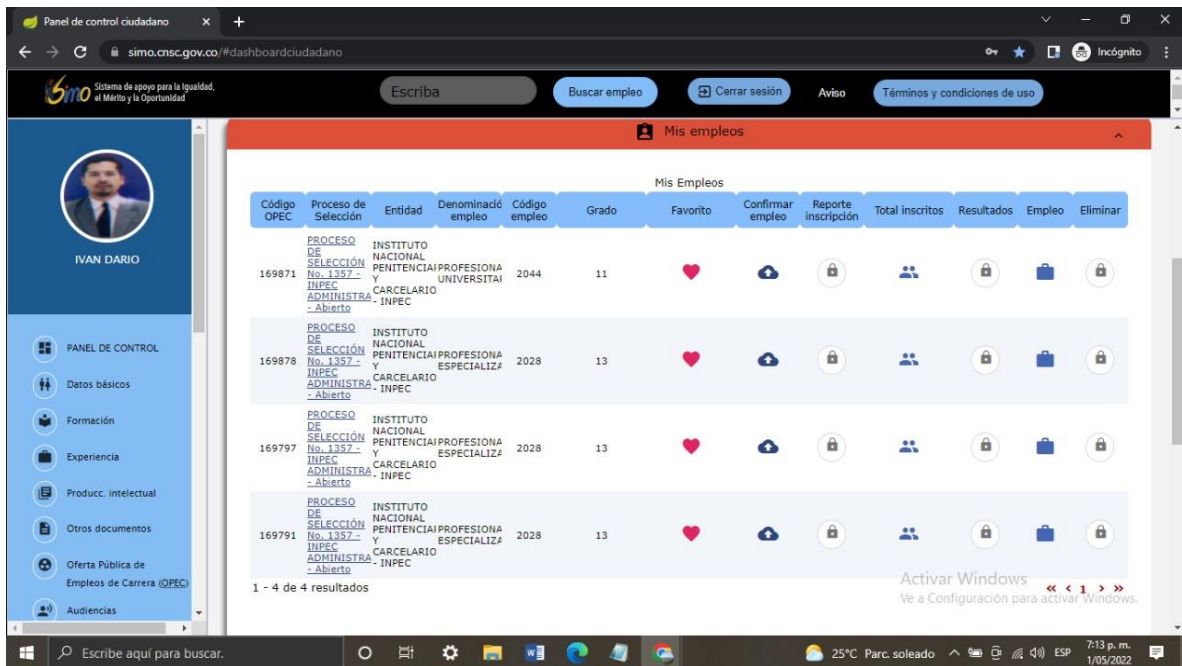 Panel de control ciudadano
simo.cnsc.gov.co/#dashboardciudadano
Incógnito
Simo Sistema de apoyo para la Igualdad,
el Mérito y la Oportunidad
Escriba
Buscar empleo
Cerrar sesión
Aviso
Términos y condiciones de uso
Mis empleos
IVAN DARIO
PANEL DE CONTROL
Datos básicos
Formación
Experiencia
Producc. intelectual
Otros documentos
Oferta Pública de
Empleos de Carrera (OPEC)
Audiencias
Mis Empleos
Código OPEC
Proceso de Selección
Entidad
Denominació empleo
Código empleo
Grado
Favorito
Confirmar empleo
Reporte inscripción
Total inscritos
Resultados
Empleo
Eliminar
169871
PROCESO
DE
SELECCIÓN
No. 1357 -
INPEC
ADMINISTRA
- Abierto
INSTITUTO
NACIONAL
PENITENCIAI
Y
CARCELARIO
- INPEC
PROFESIONA
UNIVERSITAI
2044
11
169878
PROCESO
DE
SELECCIÓN
No. 1357 -
INPEC
ADMINISTRA
- Abierto
INSTITUTO
NACIONAL
PENITENCIAI
Y
CARCELARIO
- INPEC
PROFESIONA
ESPECIALIZA
2028
13
169797
PROCESO
DE
SELECCIÓN
No. 1357 -
INPEC
ADMINISTRA
- Abierto
INSTITUTO
NACIONAL
PENITENCIAI
Y
CARCELARIO
- INPEC
PROFESIONA
ESPECIALIZA
2028
13
169791
PROCESO
DE
SELECCIÓN
No. 1357 -
INPEC
ADMINISTRA
- Abierto
INSTITUTO
NACIONAL
PENITENCIAI
Y
CARCELARIO
- INPEC
PROFESIONA
ESPECIALIZA
2028
13
1 - 4 de 4 resultados
« < 1 > »
Activar Windows
Ve a Configuración para activar Windows.
Escribe aquí para buscar.
25°C Parc. soleado
ESP
7:13 p. m.
1/05/2022